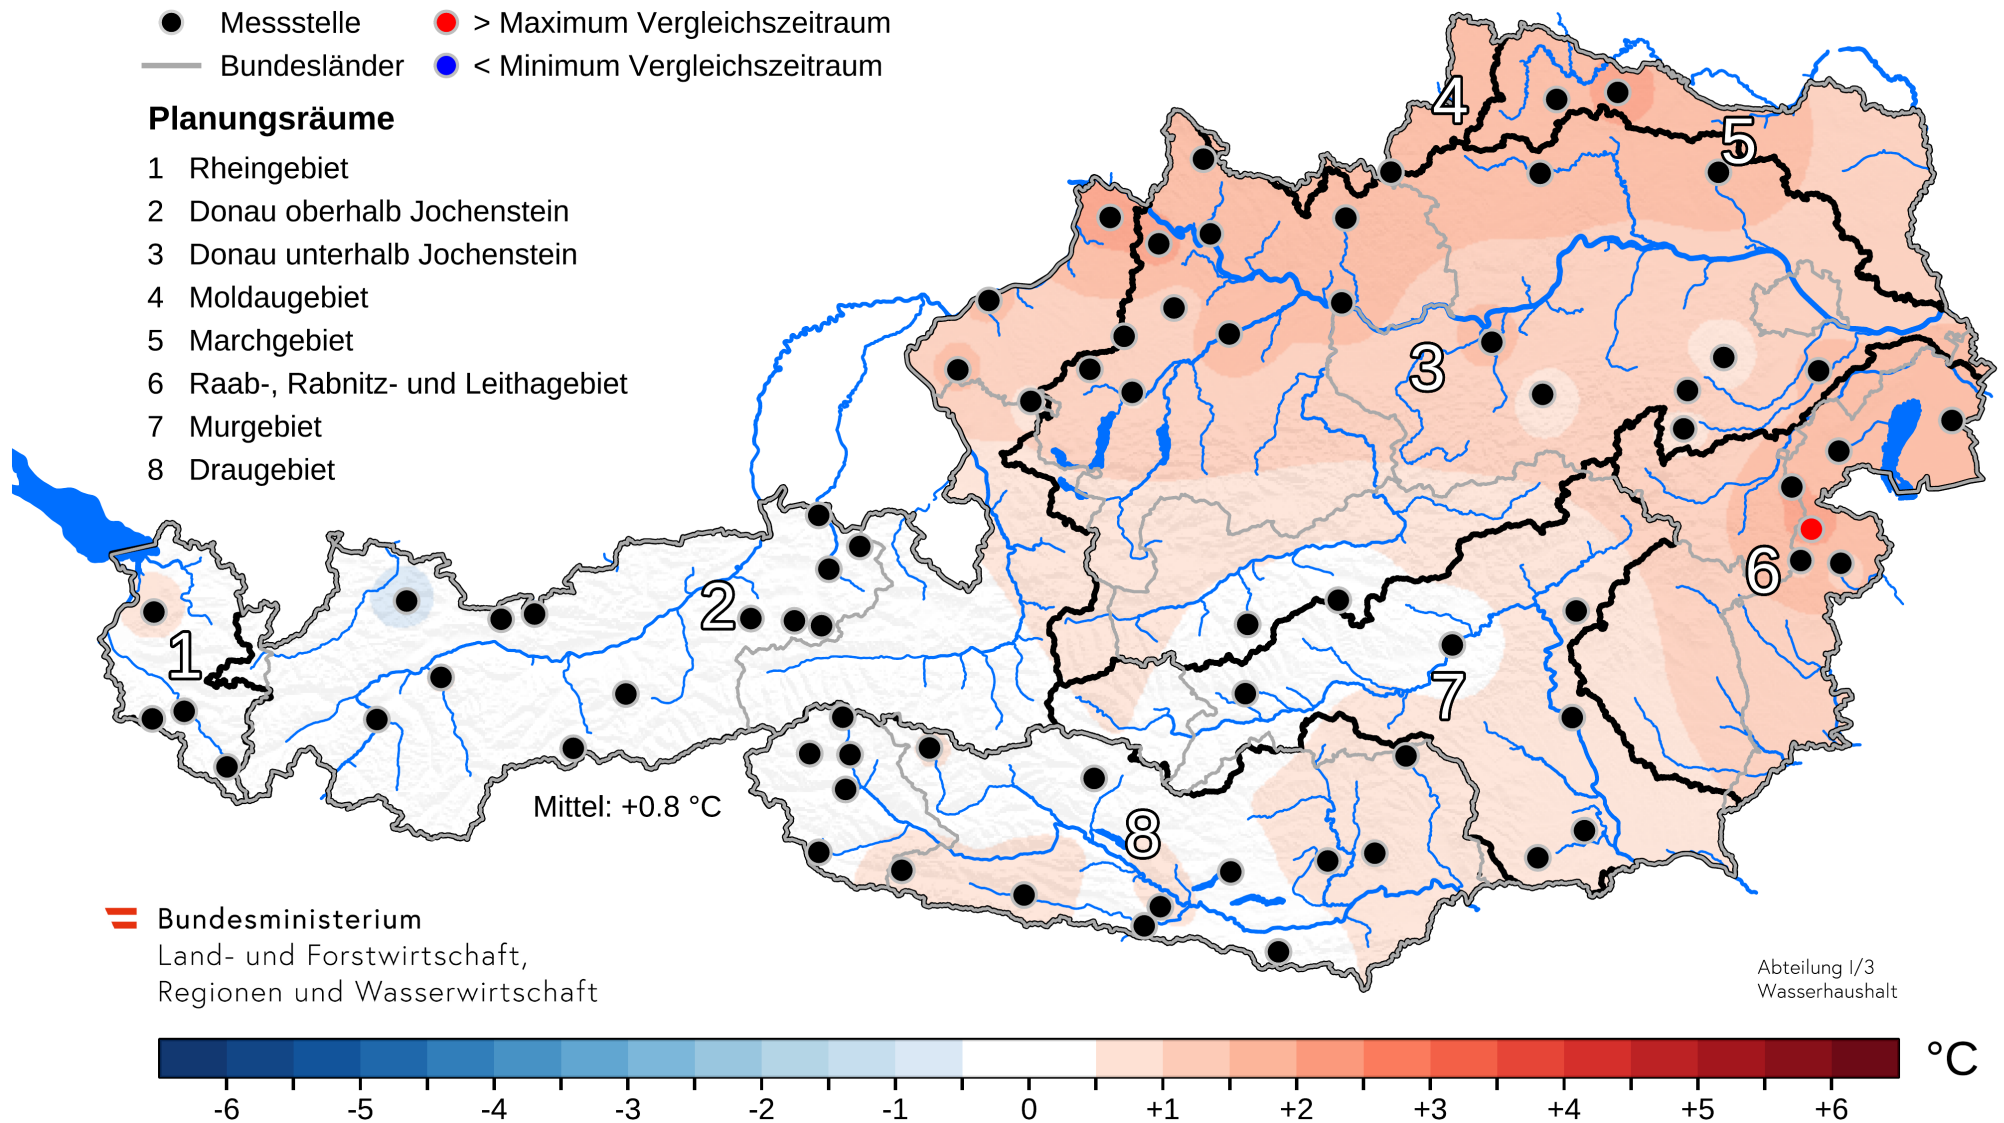 Messstelle
> Maximum Vergleichszeitraum
Bundesländer
< Minimum Vergleichszeitraum
Planungsräume
1 Rheingebiet
2 Donau oberhalb Jochenstein
3 Donau unterhalb Jochenstein
4 Moldaugebiet
5 Marchgebiet
6 Raab-, Rabnitz- und Leithagebiet
7 Murgebiet
8 Draugebiet
4
5
3
6
2
1
7
8
Mittel: +0.8 °C
Bundesministerium
Land- und Forstwirtschaft,
Regionen und Wasserwirtschaft
Abteilung I/3
Wasserhaushalt
°C
-6 -5 -4 -3 -2 -1 0 +1 +2 +3 +4 +5 +6